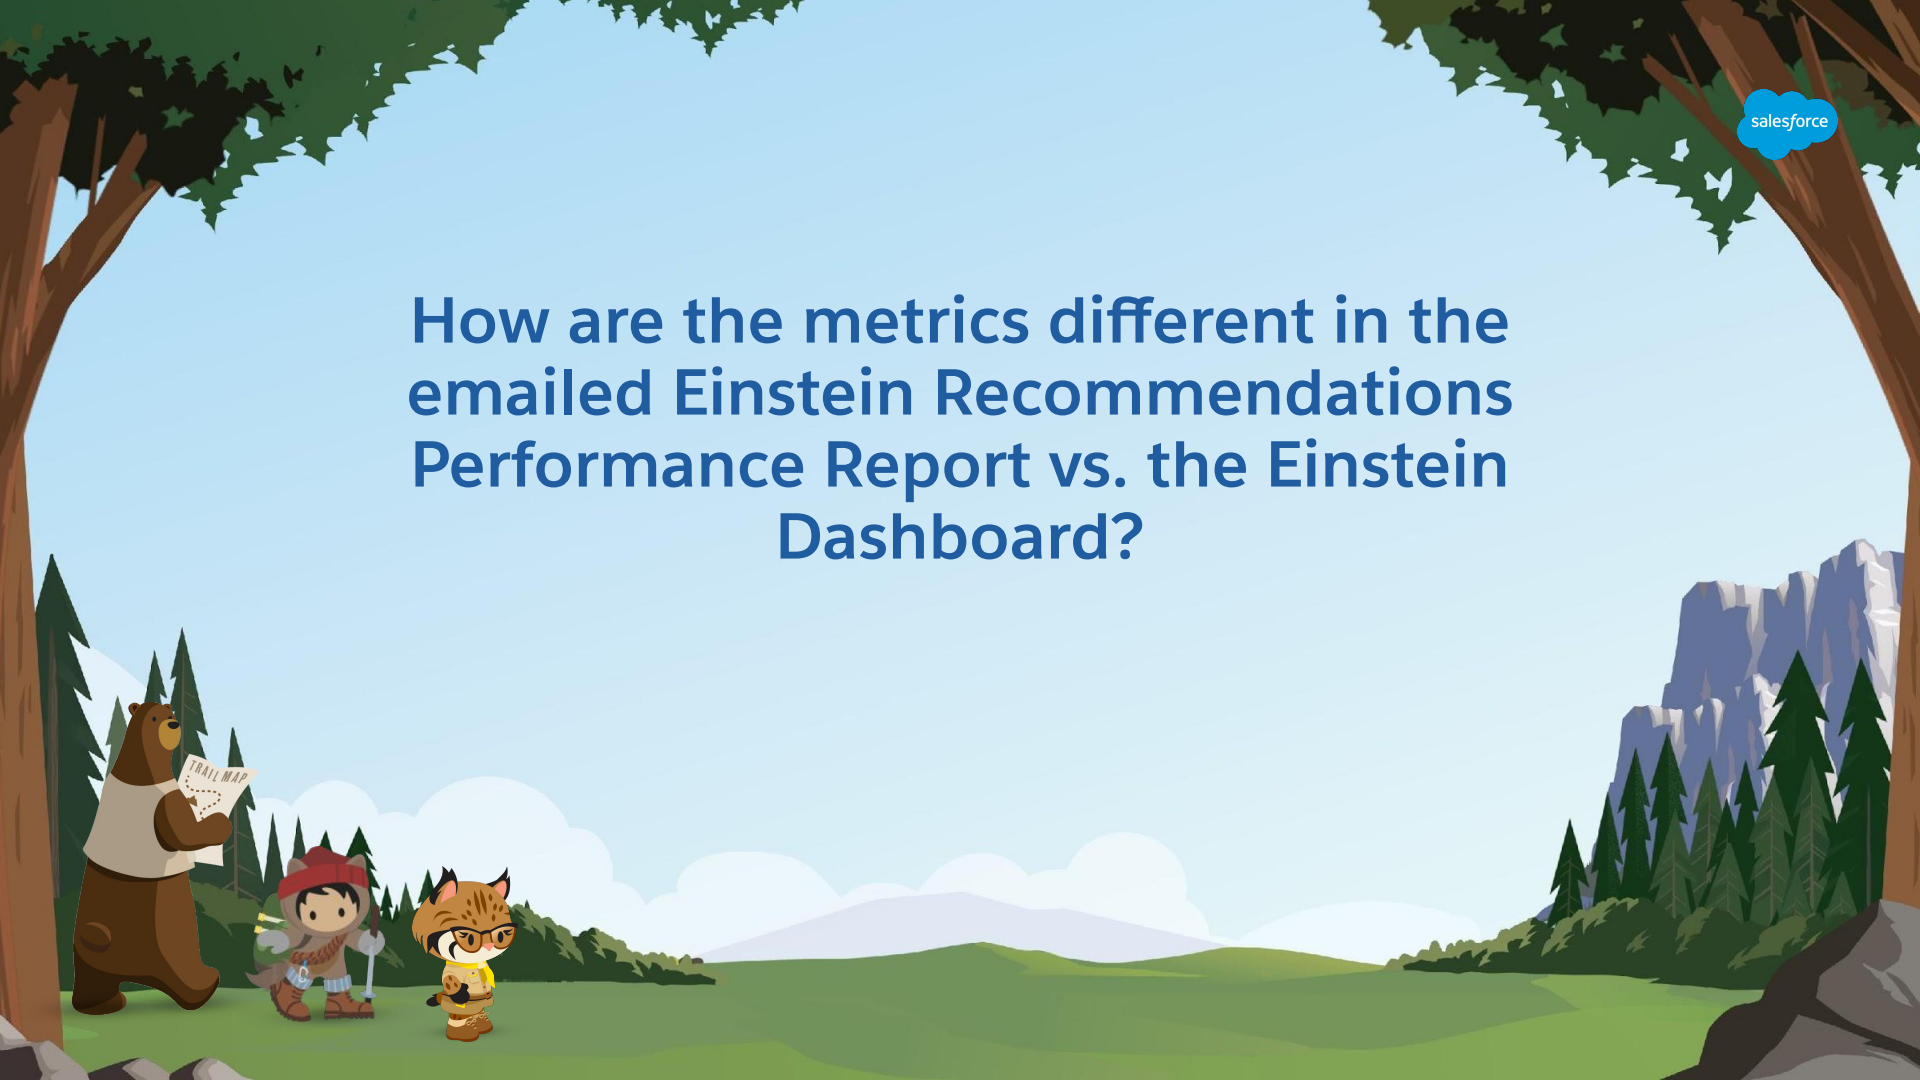 salesforce
How are the metrics different in the
emailed Einstein Recommendations
Performance Report vs. the Einstein
Dashboard?
TRAIL MAP